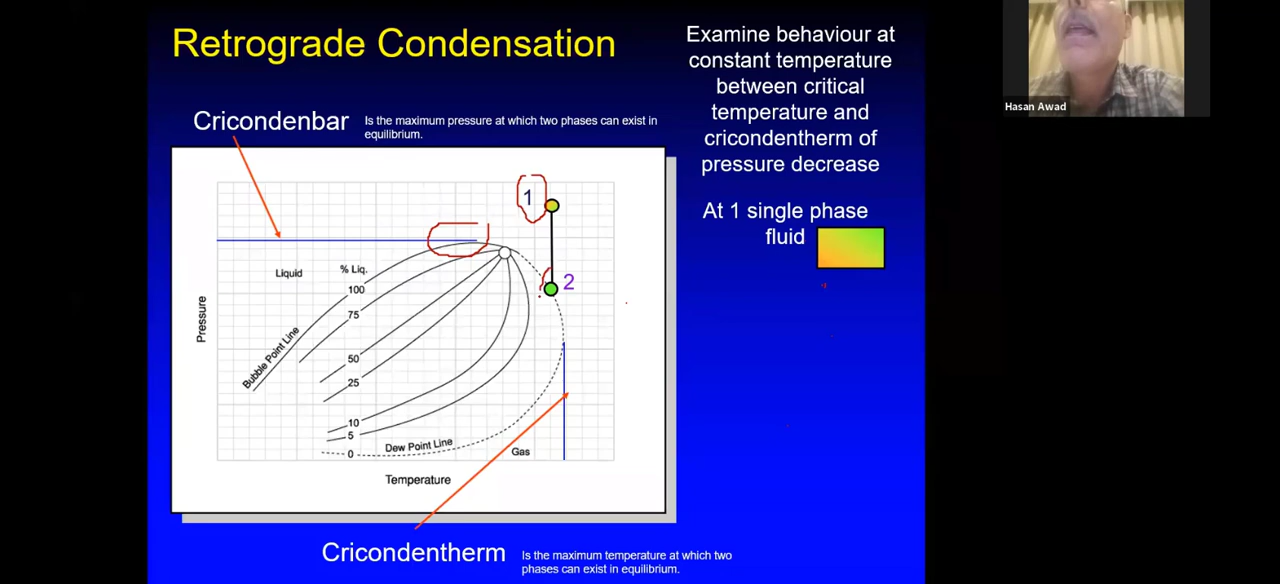 Retrograde Condensation
Examine behaviour at
constant temperature
between critical
temperature and
cricondentherm of
pressure decrease
At 1 single phase
fluid
Hasan Awad
Cricondenbar
Is the maximum pressure at which two phases can exist in
equilibrium.
1
2
Liquid
% Liq.
100
75
50
25
10
5
0
Bubble Point Line
Dew Point Line
Gas
Pressure
Temperature
Cricondentherm
Is the maximum temperature at which two
phases can exist in equilibrium.